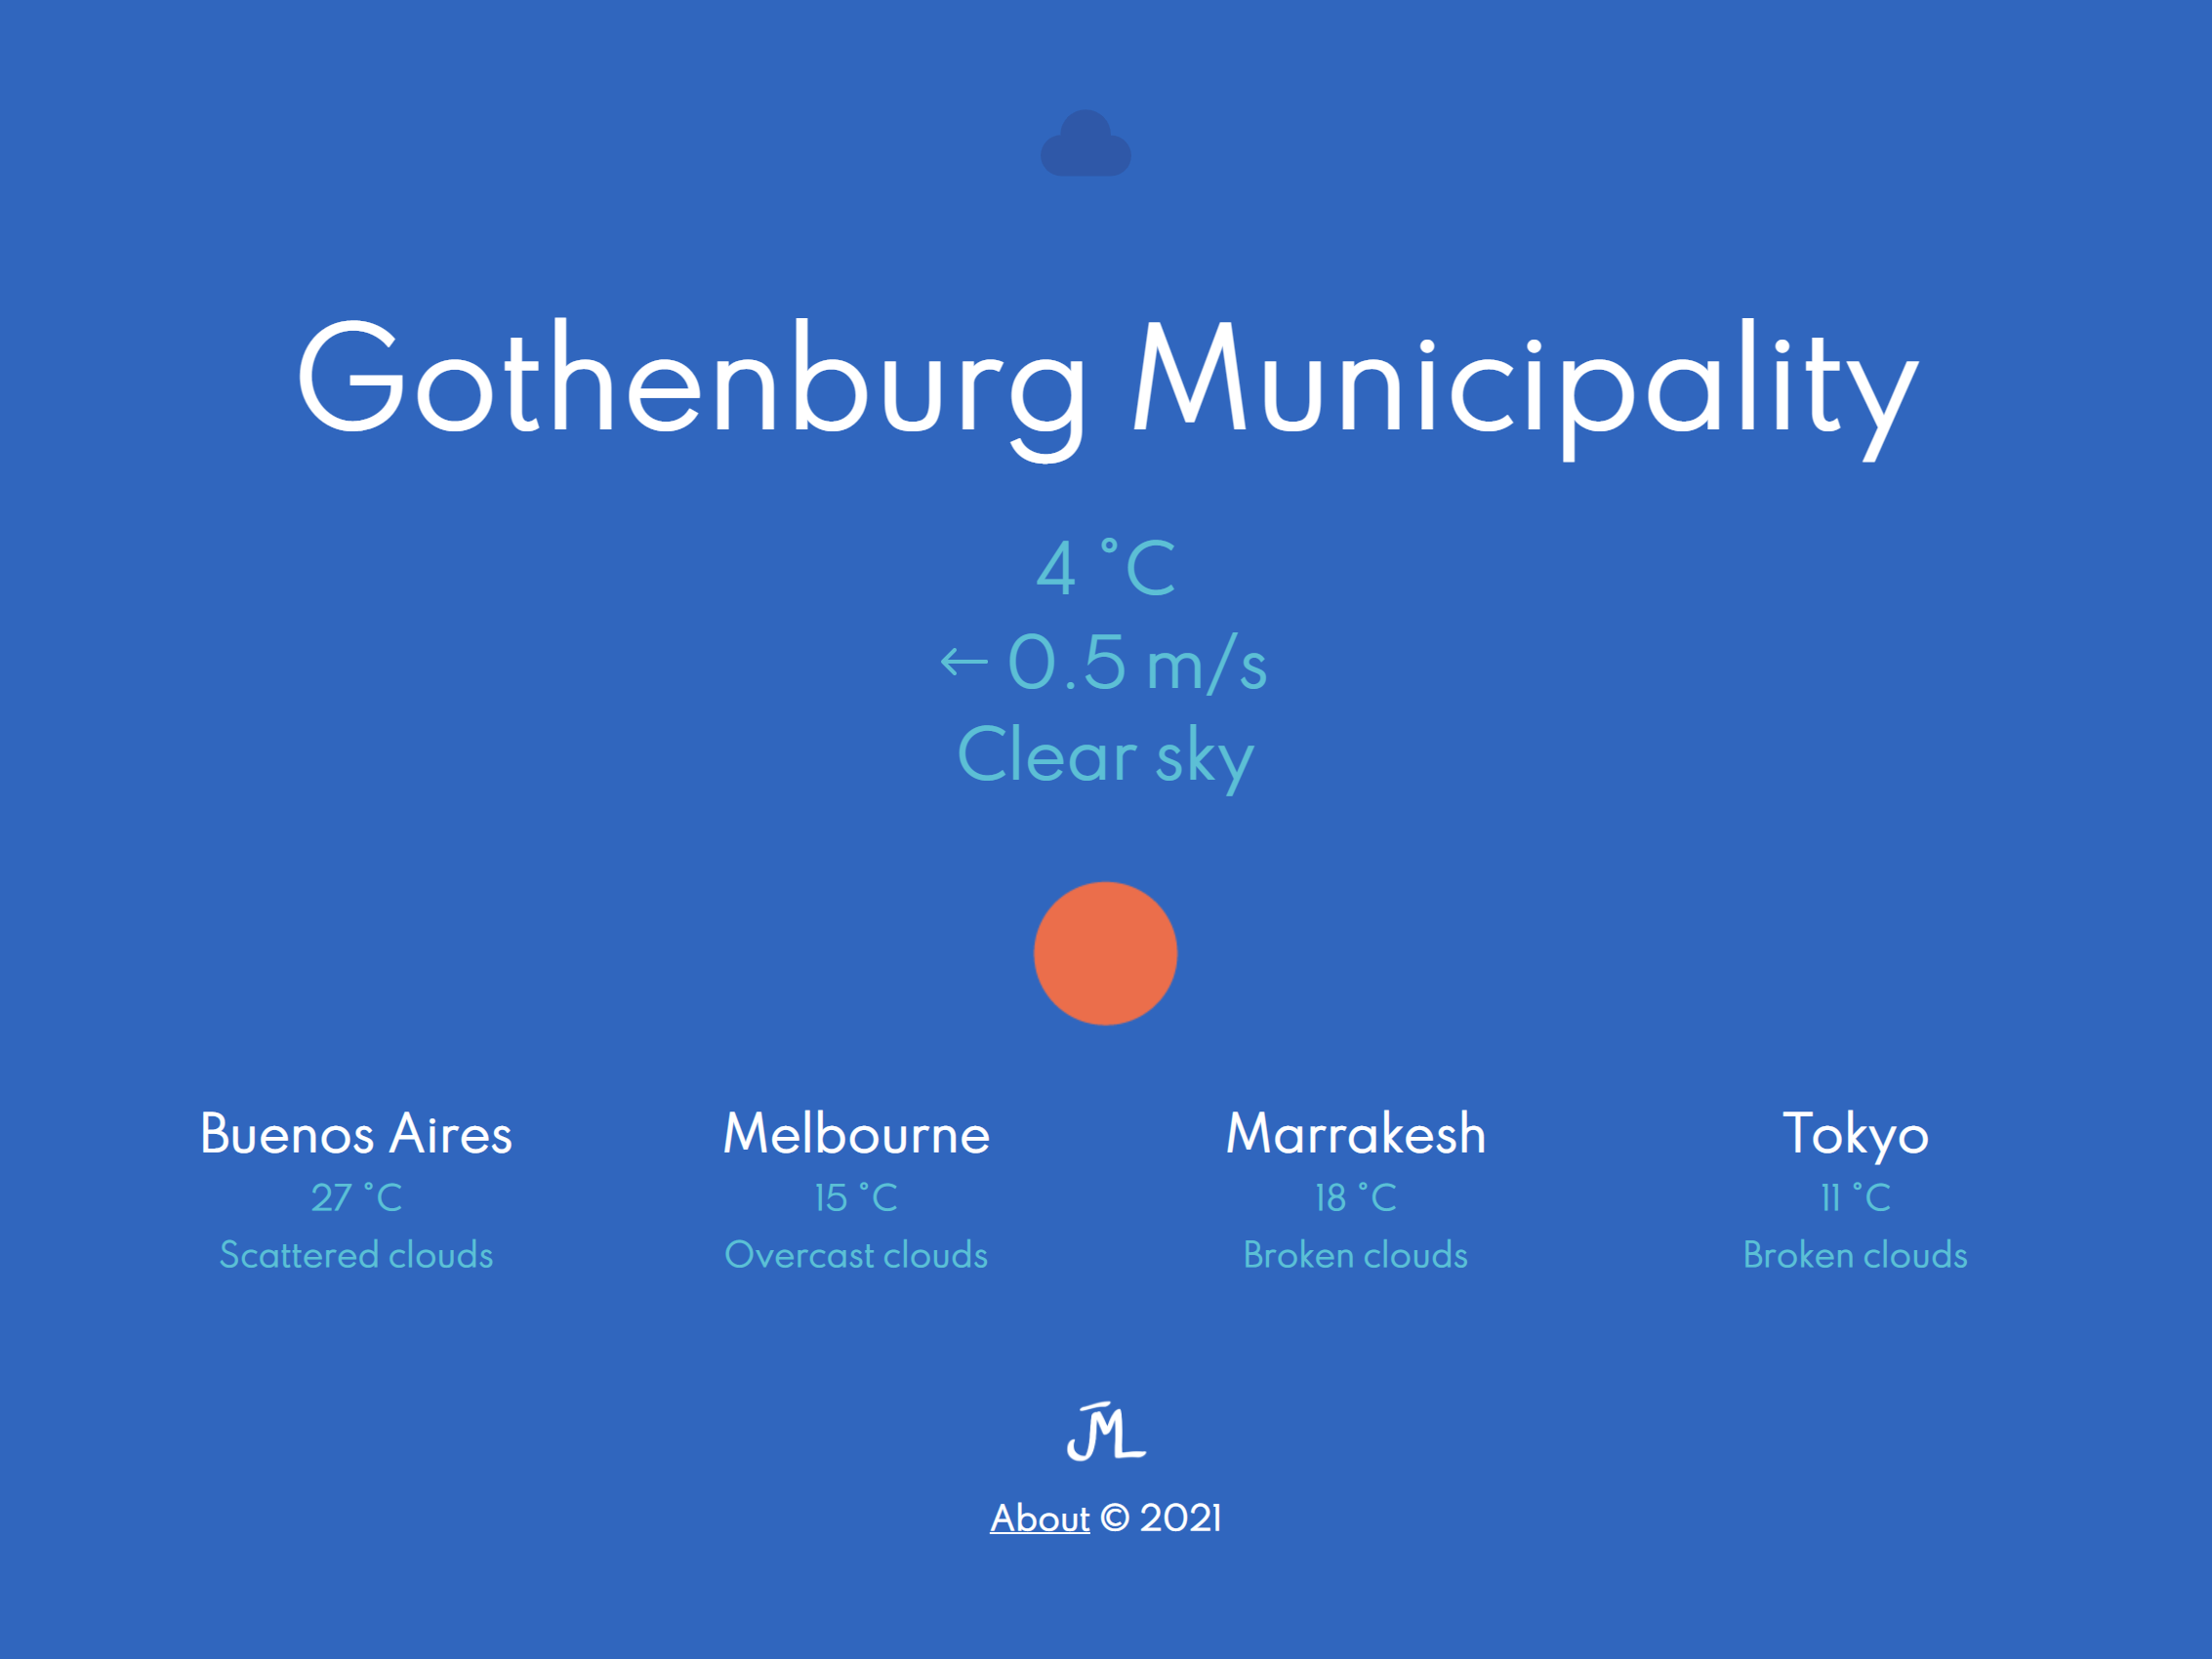 Gothenburg Municipality
4 °C
← 0.5 m/s
Clear sky
Buenos Aires
27 °C
Scattered clouds
Melbourne
15 °C
Overcast clouds
Marrakesh
18 °C
Broken clouds
Tokyo
11 °C
Broken clouds
JML
About © 2021